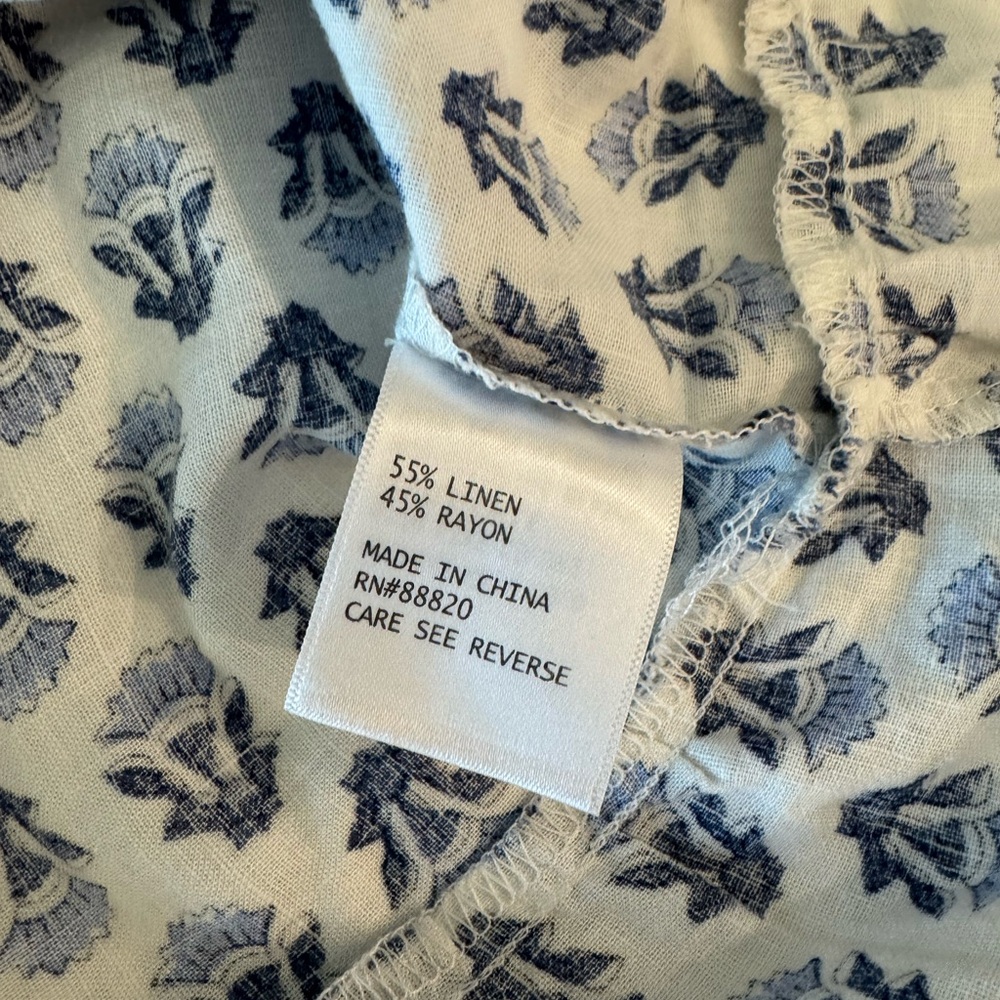 55% LINEN
45% RAYON
MADE IN CHINA
RN#88820
CARE SEE REVERSE